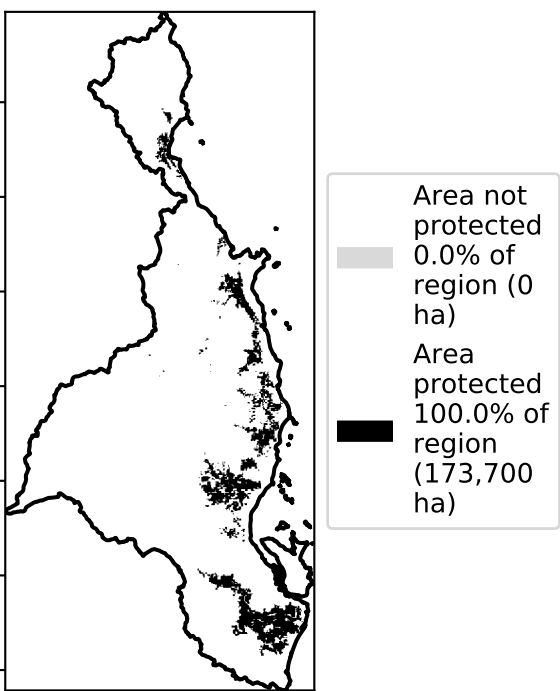 Area not
protected
0.0% of
region (0
ha)
Area
protected
100.0% of
region
(173,700
ha)